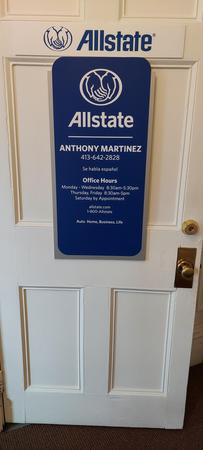 Allstate®
Allstate
ANTHONY MARTINEZ
413-642-2828
Se habla español
Office Hours
Monday - Wednesday 8:30am-5:30pm
Thursday, Friday 8:30am-5pm
Saturday by Appointment
allstate.com
1-800-Allstate
Auto Home, Business, Life